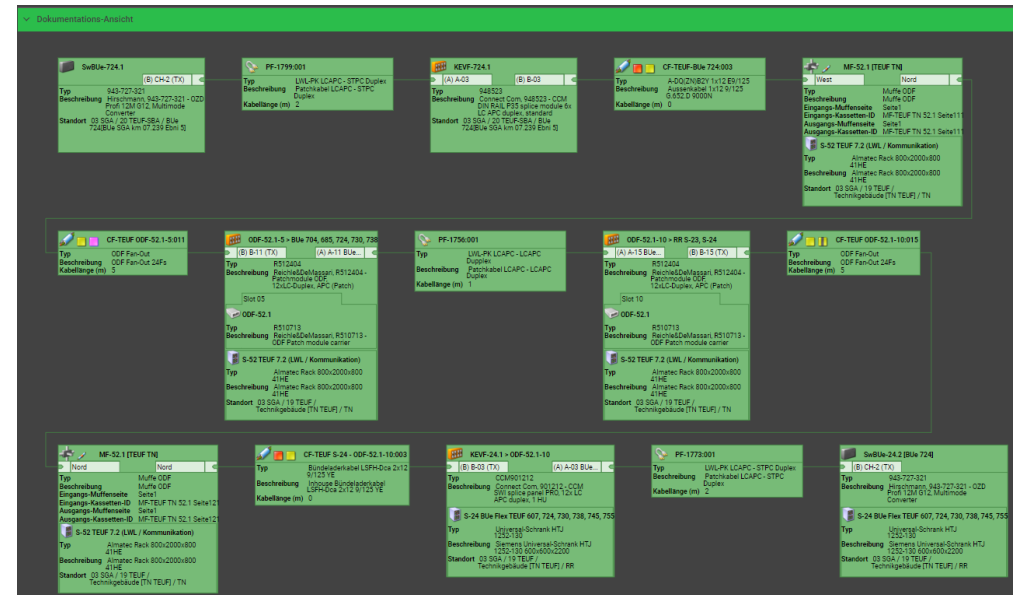 Dokumentations-Ansicht
SwBUe-724.1
(B) CH-2 (TX)
Typ 943-727-321
Beschreibung Hirschmann, 943-727-321 - OZD
Profi 12M G12, Multimode
Converter
Standort 03 SGA / 20 TEUF-SBA / BUe
724[BUe SGA km 07.239 Ebni 5]
PF-1799:001
Typ LWL-PK LCAPC - STPC Duplex
Beschreibung Patchkabel LCAPC - STPC
Duplex
Kabellänge (m) 2
KEVF-724.1
(A) A-03 (B) B-03
Typ 948523
Beschreibung Connect Com, 948523 - CCM
DIN RAIL P35 splice module 6x
LC APC duplex, standard
Standort 03 SGA / 20 TEUF-SBA / BUe
724[BUe SGA km 07.239 Ebni 5]
CF-TEUF-BUe 724:003
Typ A-DQ(ZN)B2Y 1x12 E9/125
Beschreibung Aussenkabel 1x12 9/125
G.652.D 9000N
Kabellänge (m) 0
MF-52.1 [TEUF TN]
West Nord
Typ Muffe ODF
Beschreibung Muffe ODF
Eingangs-Muffenseite Seite1
Eingangs-Kassetten-ID MF-TEUF TN 52.1 Seite111
Ausgangs-Muffenseite Seite1
Ausgangs-Kassetten-ID MF-TEUF TN 52.1 Seite111
S-52 TEUF 7.2 (LWL / Kommunikation)
Typ Almatec Rack 800x2000x800
41HE
Beschreibung Almatec Rack 800x2000x800
41HE
Standort 03 SGA / 19 TEUF /
Technikgebäude [TN TEUF] / TN
CF-TEUF ODF-52.1-5:011
Typ ODF Fan-Out
Beschreibung ODF Fan-Out 24Fs
Kabellänge (m) 5
ODF-52.1-5 > BUe 704, 685, 724, 730, 738
(B) B-11 (TX) (A) A-11 BUe...
Typ R512404
Beschreibung Reichle&DeMassari, R512404 -
Patchmodule ODF,
12xLC-Duplex, APC (Patch)
Slot 05
ODF-52.1
Typ R510713
Beschreibung Reichle&DeMassari, R510713 -
ODF Patch module carrier
S-52 TEUF 7.2 (LWL / Kommunikation)
Typ Almatec Rack 800x2000x800
41HE
Beschreibung Almatec Rack 800x2000x800
41HE
Standort 03 SGA / 19 TEUF /
Technikgebäude [TN TEUF] / TN
PF-1756:001
Typ LWL-PK LCAPC - LCAPC
Dupplex
Beschreibung Patchkabel LCAPC - LCAPC
Duplex
Kabellänge (m) 1
ODF-52.1-10 > RR S-23, S-24
(A) A-15 BUe... (B) B-15 (TX)
Typ R512404
Beschreibung Reichle&DeMassari, R512404 -
Patchmodule ODF,
12xLC-Duplex, APC (Patch)
Slot 10
ODF-52.1
Typ R510713
Beschreibung Reichle&DeMassari, R510713 -
ODF Patch module carrier
S-52 TEUF 7.2 (LWL / Kommunikation)
Typ Almatec Rack 800x2000x800
41HE
Beschreibung Almatec Rack 800x2000x800
41HE
Standort 03 SGA / 19 TEUF /
Technikgebäude [TN TEUF] / TN
CF-TEUF ODF-52.1-10:015
Typ ODF Fan-Out
Beschreibung ODF Fan-Out 24Fs
Kabellänge (m) 5
MF-52.1 [TEUF TN]
Nord Nord
Typ Muffe ODF
Beschreibung Muffe ODF
Eingangs-Muffenseite Seite1
Eingangs-Kassetten-ID MF-TEUF TN 52.1 Seite121
Ausgangs-Muffenseite Seite1
Ausgangs-Kassetten-ID MF-TEUF TN 52.1 Seite121
S-52 TEUF 7.2 (LWL / Kommunikation)
Typ Almatec Rack 800x2000x800
41HE
Beschreibung Almatec Rack 800x2000x800
41HE
Standort 03 SGA / 19 TEUF /
Technikgebäude [TN TEUF] / TN
CF-TEUF S-24 - ODF-52.1-10:003
Typ Bündeladerkabel LSFH-Dca 2x12
9/125 YE
Beschreibung Inhouse Bündeladerkabel
LSFH-Dca 2x12 9/125 YE
Kabellänge (m) 0
KEVF-24.1 > ODF-52.1-10
(B) B-03 (TX) (A) A-03 BUe...
Typ CCM901212
Beschreibung Connect Com, 901212 - CCM
SWI splice panel PRO, 12x LC
APC duplex, 1 HU
S-24 BUe Flex TEUF 607, 724, 730, 738, 745, 755
Typ Universal-Schrank HTJ
1252-130
Beschreibung Siemens Universal-Schrank HTJ
1252-130 600x600x2200
Standort 03 SGA / 19 TEUF /
Technikgebäude [TN TEUF] / RR
PF-1773:001
Typ LWL-PK LCAPC - STPC Duplex
Beschreibung Patchkabel LCAPC - STPC
Duplex
Kabellänge (m) 2
SwBUe-24.2 [BUe 724]
(B) CH-2 (TX)
Typ 943-727-321
Beschreibung Hirschmann, 943-727-321 - OZD
Profi 12M G12, Multimode
Converter
S-24 BUe Flex TEUF 607, 724, 730, 738, 745, 755
Typ Universal-Schrank HTJ
1252-130
Beschreibung Siemens Universal-Schrank HTJ
1252-130 600x600x2200
Standort 03 SGA / 19 TEUF /
Technikgebäude [TN TEUF] / RR